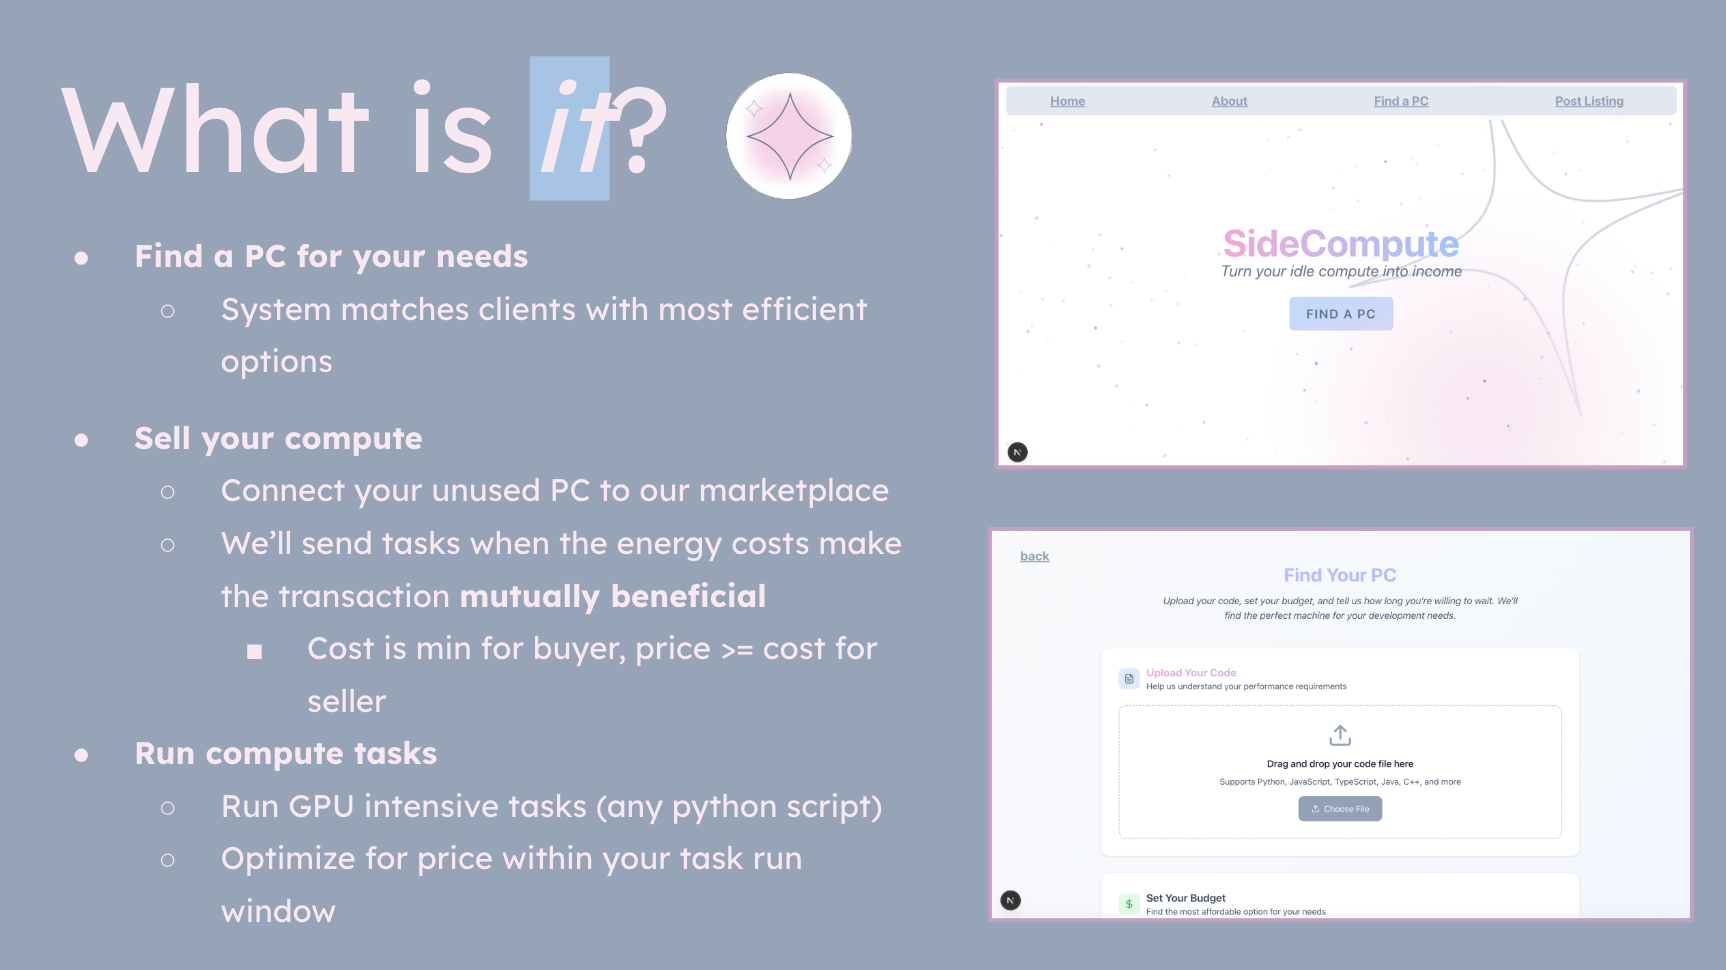 What is it?
● Find a PC for your needs
○ System matches clients with most efficient
options
● Sell your compute
○ Connect your unused PC to our marketplace
○ We’ll send tasks when the energy costs make
the transaction mutually beneficial
■ Cost is min for buyer, price >= cost for
seller
● Run compute tasks
○ Run GPU intensive tasks (any python script)
○ Optimize for price within your task run
window
Home About Find a PC Post Listing
SideCompute
Turn your idle compute into income
FIND A PC
N
back
Find Your PC
Upload your code, set your budget, and tell us how long you're willing to wait. We'll
find the perfect machine for your development needs.
Upload Your Code
Help us understand your performance requirements
Drag and drop your code file here
Supports Python, JavaScript, TypeScript, Java, C++, and more
Choose File
$ Set Your Budget
Find the most affordable option for your needs
N